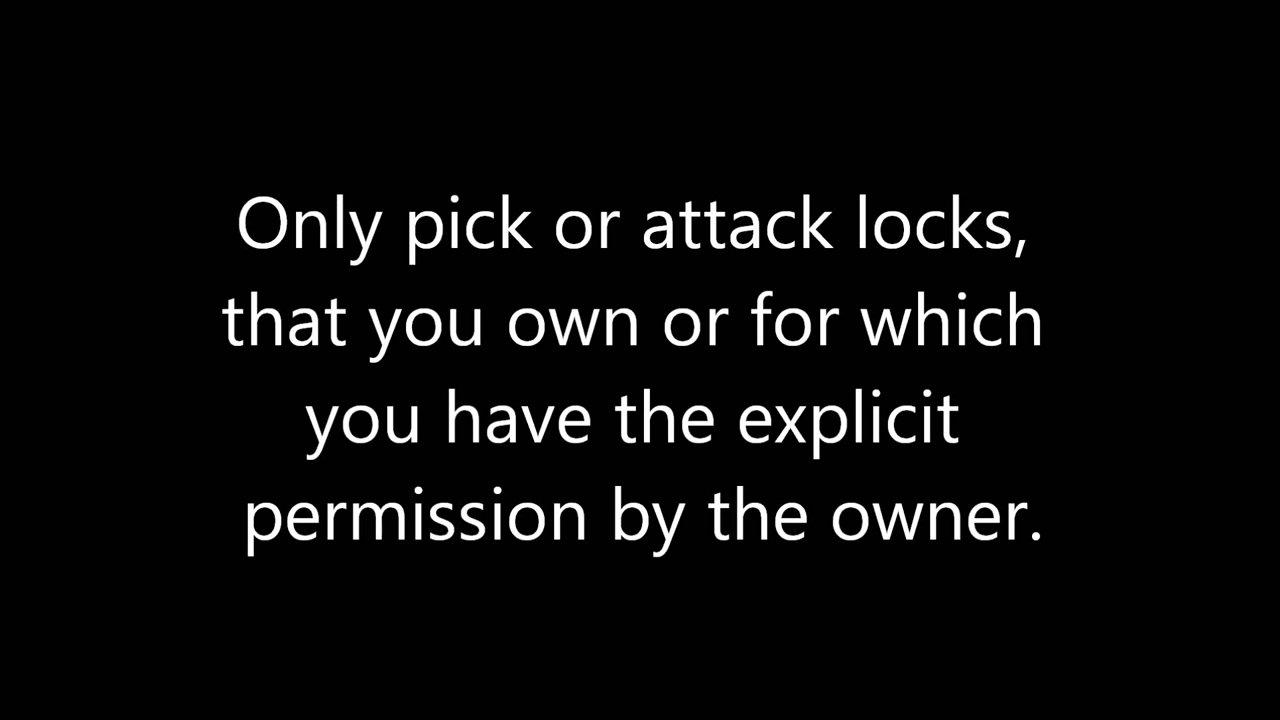 Only pick or attack locks,
that you own or for which
you have the explicit
permission by the owner.